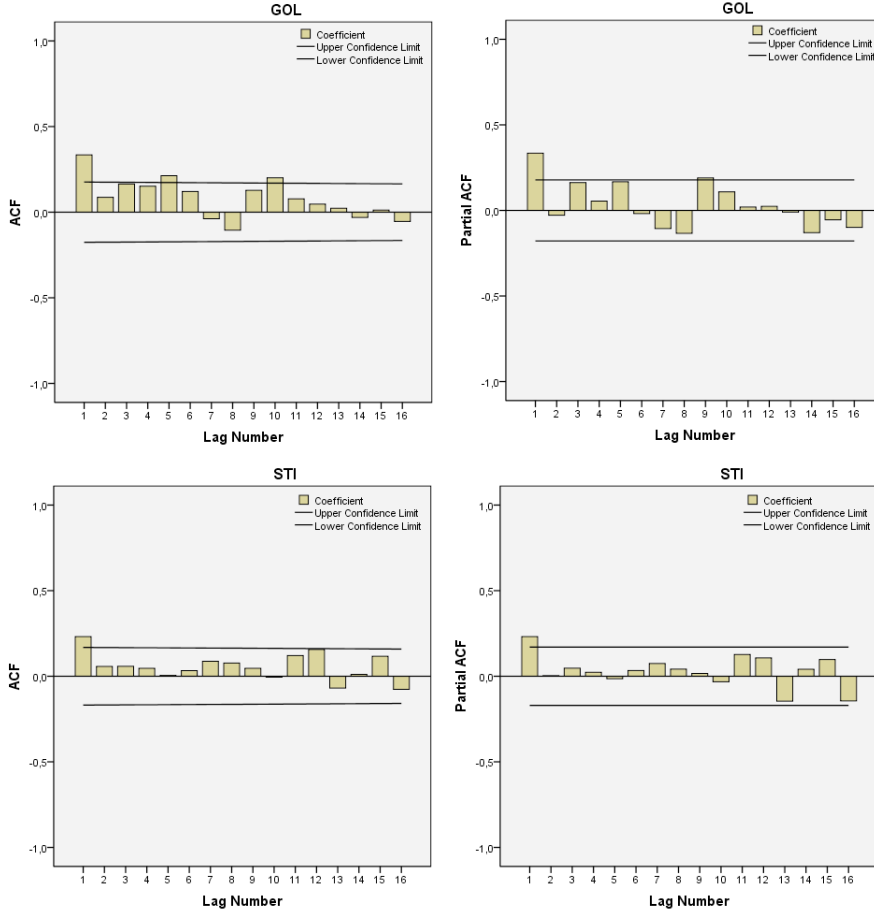 GOL
Coefficient
Upper Confidence Limit
Lower Confidence Limit
ACF
1,0
0,5
0,0
-0,5
-1,0
1 2 3 4 5 6 7 8 9 10 11 12 13 14 15 16
Lag Number
GOL
Coefficient
Upper Confidence Limit
Lower Confidence Limit
Partial ACF
1,0
0,5
0,0
-0,5
-1,0
1 2 3 4 5 6 7 8 9 10 11 12 13 14 15 16
Lag Number
STI
Coefficient
Upper Confidence Limit
Lower Confidence Limit
ACF
1,0
0,5
0,0
-0,5
-1,0
1 2 3 4 5 6 7 8 9 10 11 12 13 14 15 16
Lag Number
STI
Coefficient
Upper Confidence Limit
Lower Confidence Limit
Partial ACF
1,0
0,5
0,0
-0,5
-1,0
1 2 3 4 5 6 7 8 9 10 11 12 13 14 15 16
Lag Number